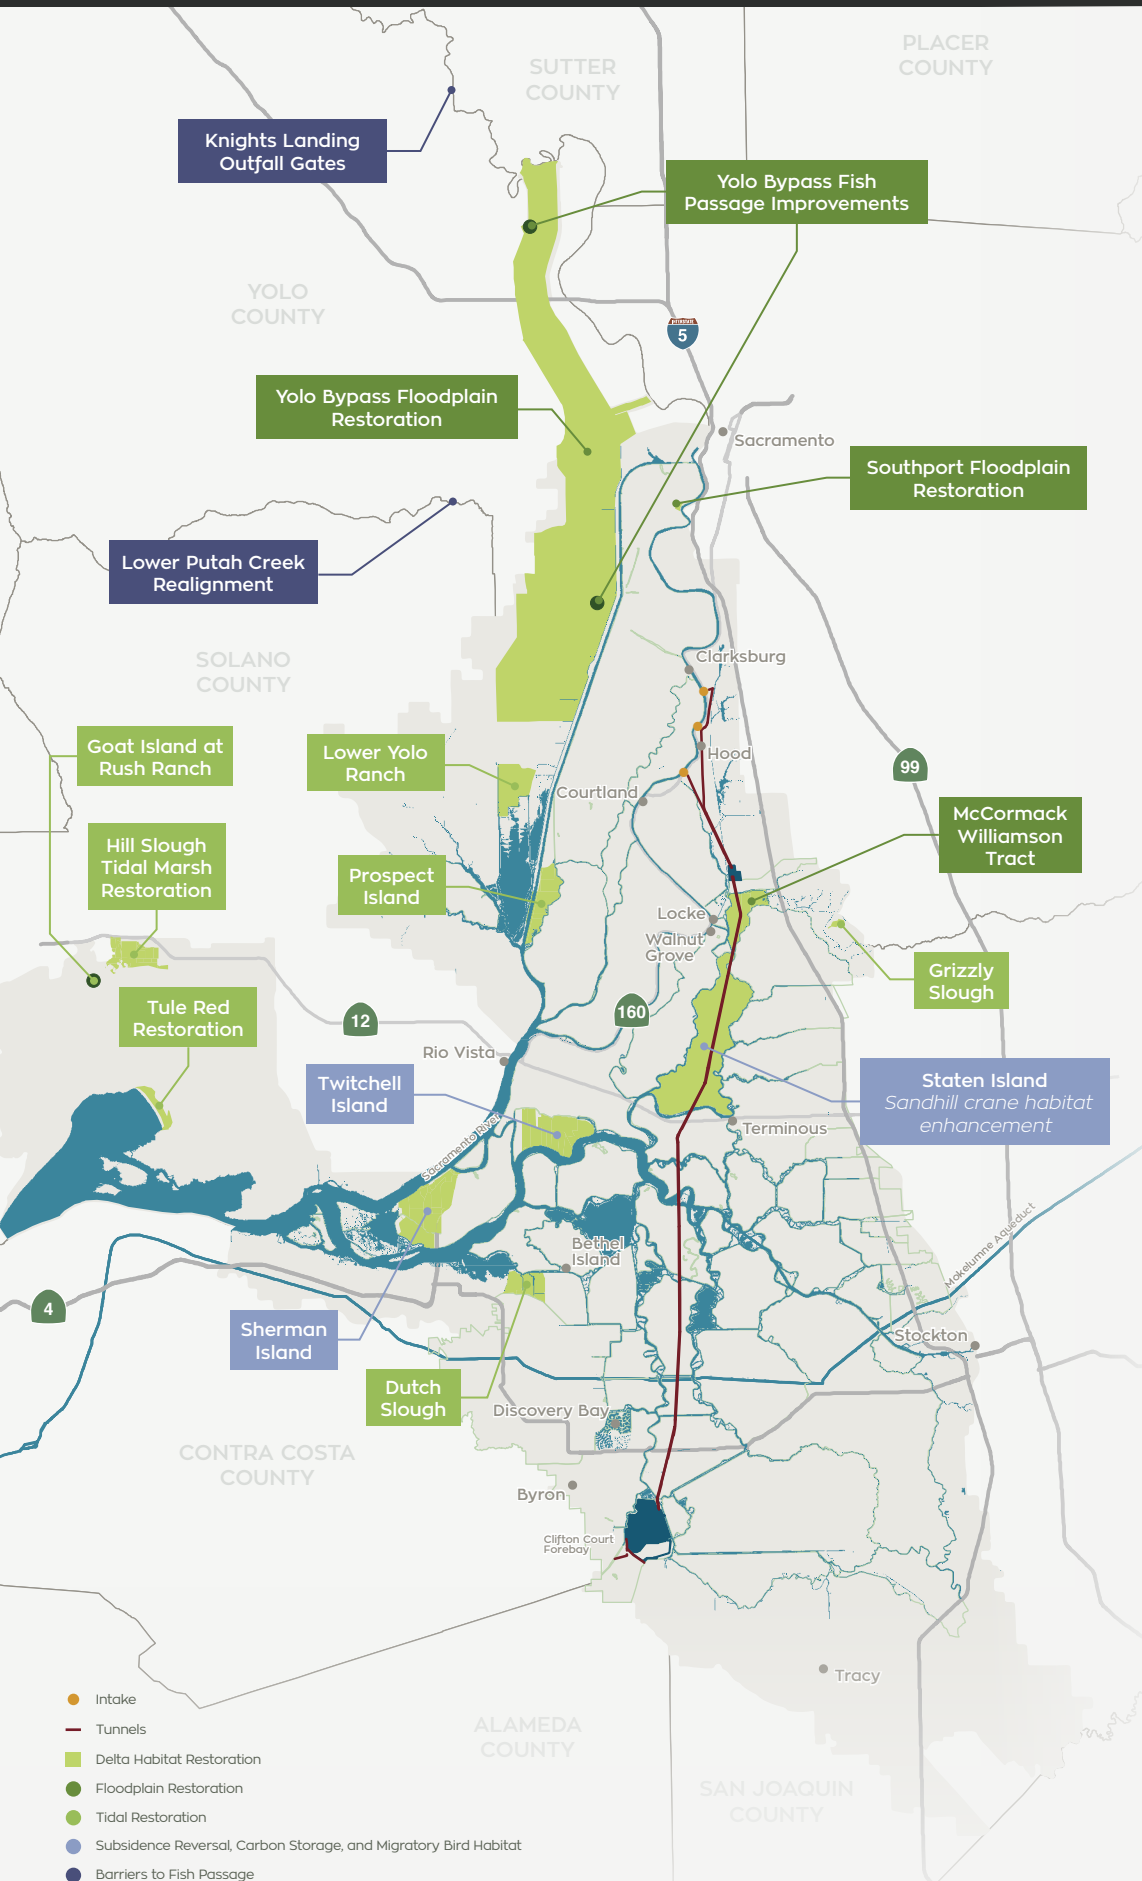 PLACER
COUNTY
SUTTER
COUNTY
Knights Landing
Outfall Gates
Yolo Bypass Fish
Passage Improvements
YOLO
COUNTY
INTERSTATE
5
Yolo Bypass Floodplain
Restoration
Sacramento
Southport Floodplain
Restoration
Lower Putah Creek
Realignment
Clarksburg
SOLANO
COUNTY
Goat Island at
Rush Ranch
Lower Yolo
Ranch
Hood
99
Courtland
McCormack
Williamson
Tract
Hill Slough
Tidal Marsh
Restoration
Prospect
Island
Locke
Walnut
Grove
Grizzly
Slough
Tule Red
Restoration
12
160
Rio Vista
Twitchell
Island
Staten Island
Sandhill crane habitat
enhancement
Terminous
Sacramento River
Bethel
Island
Mokelumne Aqueduct
4
Sherman
Island
Stockton
Dutch
Slough
Discovery Bay
CONTRA COSTA
COUNTY
Byron
Clifton Court
Forebay
Tracy
ALAMEDA
COUNTY
SAN JOAQUIN
COUNTY
Intake
Tunnels
Delta Habitat Restoration
Floodplain Restoration
Tidal Restoration
Subsidence Reversal, Carbon Storage, and Migratory Bird Habitat
Barriers to Fish Passage